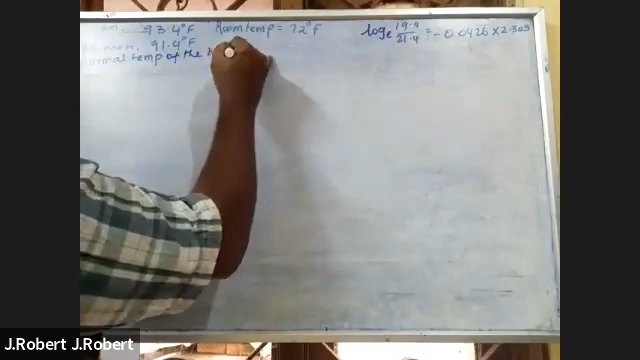 am, 93.4°F Room temp = 72°F
noon, 91.4°F
temp of the
loge 19.4/21.4 = -0.0426 X 2.303
J.Robert J.Robert